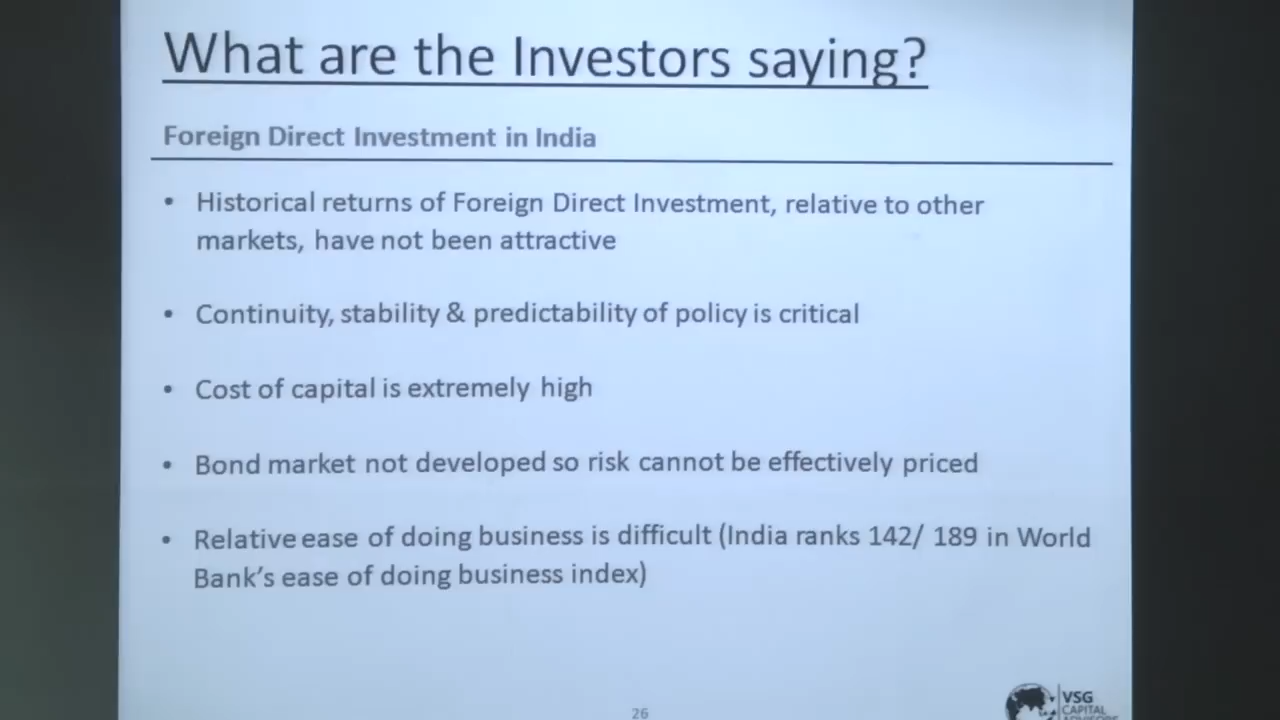 What are the Investors saying?
Foreign Direct Investment in India
• Historical returns of Foreign Direct Investment, relative to other
markets, have not been attractive
• Continuity, stability & predictability of policy is critical
• Cost of capital is extremely high
• Bond market not developed so risk cannot be effectively priced
• Relative ease of doing business is difficult (India ranks 142/ 189 in World
Bank's ease of doing business index)
26
VSG
CAPITAL